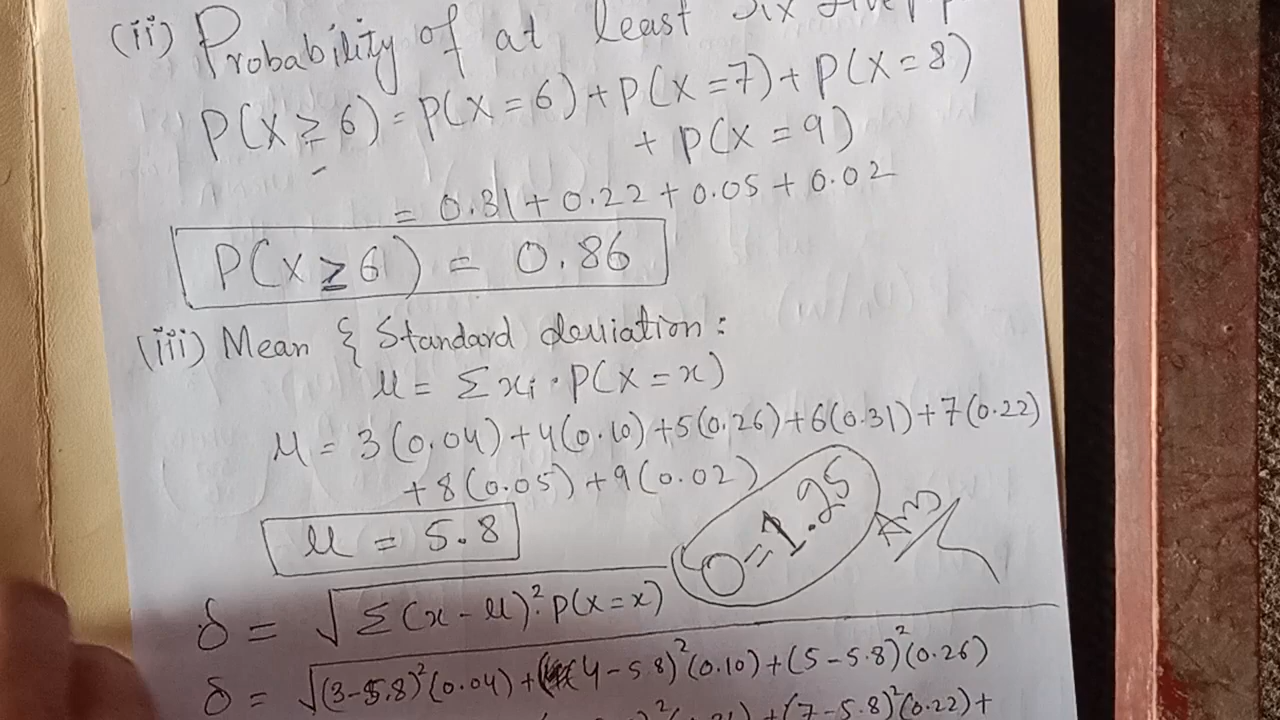 (ii) Probability of at least six
P(X ≥ 6) = P(X = 6) + P(X = 7) + P(X = 8)
+ P(X = 9)
= 0.31 + 0.22 + 0.05 + 0.02
P(X ≥ 6) = 0.86
(iii) Mean & Standard deviation :
μ = Σ xi · P(X = x)
μ = 3 (0.04) + 4(0.10) + 5(0.26) + 6(0.31) + 7(0.22)
+ 8 (0.05) + 9 (0.02)
μ = 5.8
σ = 1.25 Ans
δ = √Σ (x - μ)². P(X = x)
δ = √(3-5.8)²(0.04) + (4-5.8)²(0.10) + (5-5.8)²(0.26)
+ (7-5.8)²(0.22) +